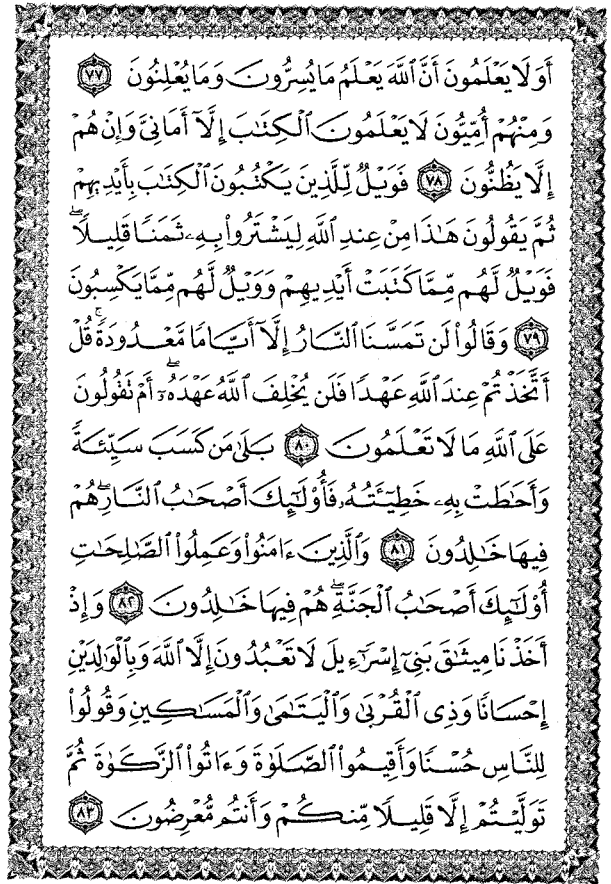 أَوَلَا يَعْلَمُونَ أَنَّ ٱللَّهَ يَعْلَمُ مَا يُسِرُّونَ وَمَا يُعْلِنُونَ ٧٧
وَمِنْهُمْ أُمِّيُّونَ لَا يَعْلَمُونَ ٱلْكِتَٰبَ إِلَّآ أَمَانِىَّ وَإِنْ هُمْ
إِلَّا يَظُنُّونَ ٧٨ فَوَيْلٌ لِّلَّذِينَ يَكْتُبُونَ ٱلْكِتَٰبَ بِأَيْدِيهِمْ
ثُمَّ يَقُولُونَ هَٰذَا مِنْ عِندِ ٱللَّهِ لِيَشْتَرُوا۟ بِهِۦ ثَمَنًا قَلِيلًا ۖ
فَوَيْلٌ لَّهُم مِّمَّا كَتَبَتْ أَيْدِيهِمْ وَوَيْلٌ لَّهُم مِّمَّا يَكْسِبُونَ
٧٩ وَقَالُوا۟ لَن تَمَسَّنَا ٱلنَّارُ إِلَّآ أَيَّامًا مَّعْدُودَةً ۚ قُلْ
أَتَّخَذْتُمْ عِندَ ٱللَّهِ عَهْدًا فَلَن يُخْلِفَ ٱللَّهُ عَهْدَهُۥٓ ۖ أَمْ تَقُولُونَ
عَلَى ٱللَّهِ مَا لَا تَعْلَمُونَ ٨٠ بَلَىٰ مَن كَسَبَ سَيِّئَةً
وَأَحَٰطَتْ بِهِۦ خَطِيٓـَٔتُهُۥ فَأُو۟لَٰٓئِكَ أَصْحَٰبُ ٱلنَّارِ ۖ هُمْ
فِيهَا خَٰلِدُونَ ٨١ وَٱلَّذِينَ ءَامَنُوا۟ وَعَمِلُوا۟ ٱلصَّٰلِحَٰتِ
أُو۟لَٰٓئِكَ أَصْحَٰبُ ٱلْجَنَّةِ ۖ هُمْ فِيهَا خَٰلِدُونَ ٨٢ وَإِذْ
أَخَذْنَا مِيثَٰقَ بَنِىٓ إِسْرَٰٓءِيلَ لَا تَعْبُدُونَ إِلَّا ٱللَّهَ وَبِٱلْوَٰلِدَيْنِ
إِحْسَانًا وَذِى ٱلْقُرْبَىٰ وَٱلْيَتَٰمَىٰ وَٱلْمَسَٰكِينِ وَقُولُوا۟
لِلنَّاسِ حُسْنًا وَأَقِيمُوا۟ ٱلصَّلَوٰةَ وَءَاتُوا۟ ٱلزَّكَوٰةَ ثُمَّ
تَوَلَّيْتُمْ إِلَّا قَلِيلًا مِّنكُمْ وَأَنتُم مُّعْرِضُونَ ٨٣